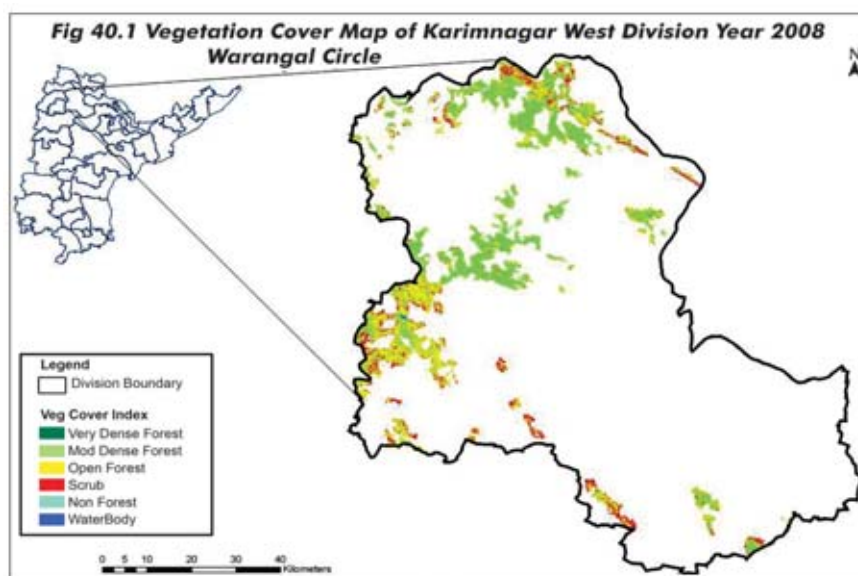 Fig 40.1 Vegetation Cover Map of Karimnagar West Division Year 2008
Warangal Circle
N
Legend
Division Boundary
Veg Cover Index
Very Dense Forest
Mod Dense Forest
Open Forest
Scrub
Non Forest
WaterBody
0 5 10 20 30 40
Kilometers